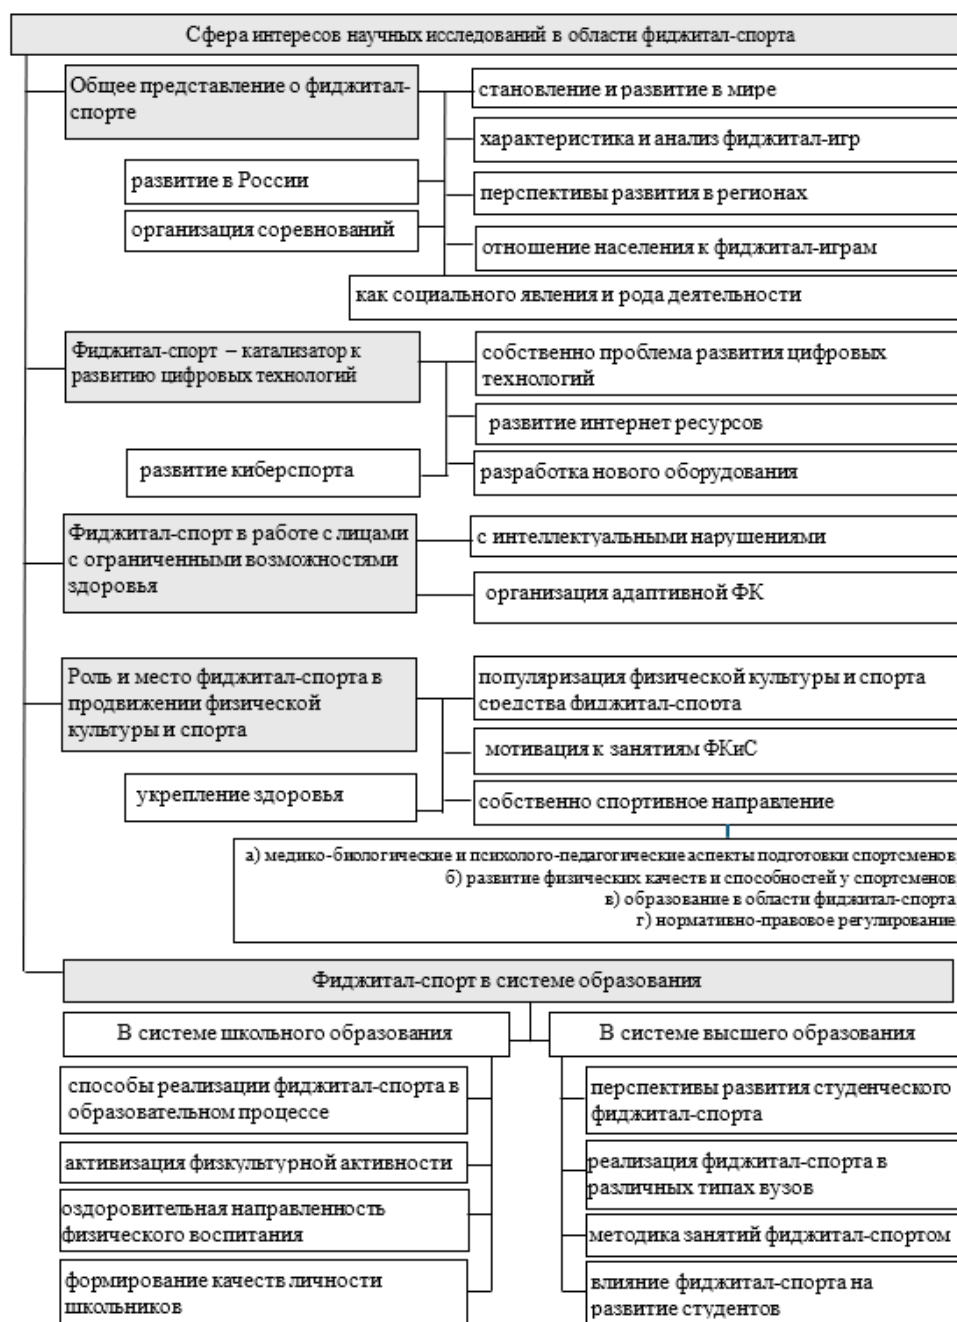 Сфера интересов научных исследований в области фиджитал-спорта
Общее представление о фиджитал-
спорте
становление и развитие в мире
характеристика и анализ фиджитал-игр
развитие в России
перспективы развития в регионах
организация соревнований
отношение населения к фиджитал-играм
как социального явления и рода деятельности
Фиджитал-спорт – катализатор к
развитию цифровых технологий
собственно проблема развития цифровых
технологий
развитие интернет ресурсов
развитие киберспорта
разработка нового оборудования
Фиджитал-спорт в работе с лицами
с ограниченными возможностями
здоровья
с интеллектуальными нарушениями
организация адаптивной ФК
Роль и место фиджитал-спорта в
продвижении физической
культуры и спорта
популяризация физической культуры и спорта
средства фиджитал-спорта
мотивация к занятиям ФКиС
укрепление здоровья
собственно спортивное направление
а) медико-биологические и психолого-педагогические аспекты подготовки спортсменов
б) развитие физических качеств и способностей у спортсменов
в) образование в области фиджитал-спорта
г) нормативно-правовое регулирование
Фиджитал-спорт в системе образования
В системе школьного образования
способы реализации фиджитал-спорта в
образовательном процессе
активизация физкультурной активности
оздоровительная направленность
физического воспитания
формирование качеств личности
школьников
В системе высшего образования
перспективы развития студенческого
фиджитал-спорта
реализация фиджитал-спорта в
различных типах вузов
методика занятий фиджитал-спортом
влияние фиджитал-спорта на
развитие студентов